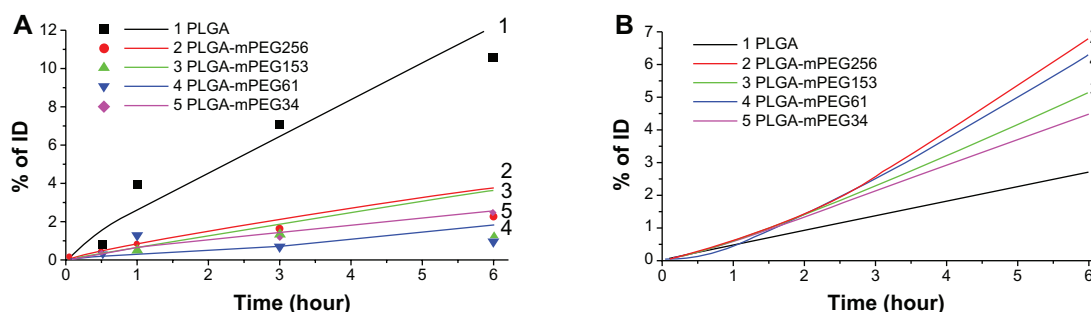 A
% of ID
12
10
8
6
4
2
0
0
1
2
3
4
5
6
Time (hour)
1 PLGA
2 PLGA-mPEG256
3 PLGA-mPEG153
4 PLGA-mPEG61
5 PLGA-mPEG34
1
2
3
5
4
B
% of ID
7
6
5
4
3
2
1
0
0
1
2
3
4
5
6
Time (hour)
1 PLGA
2 PLGA-mPEG256
3 PLGA-mPEG153
4 PLGA-mPEG61
5 PLGA-mPEG34